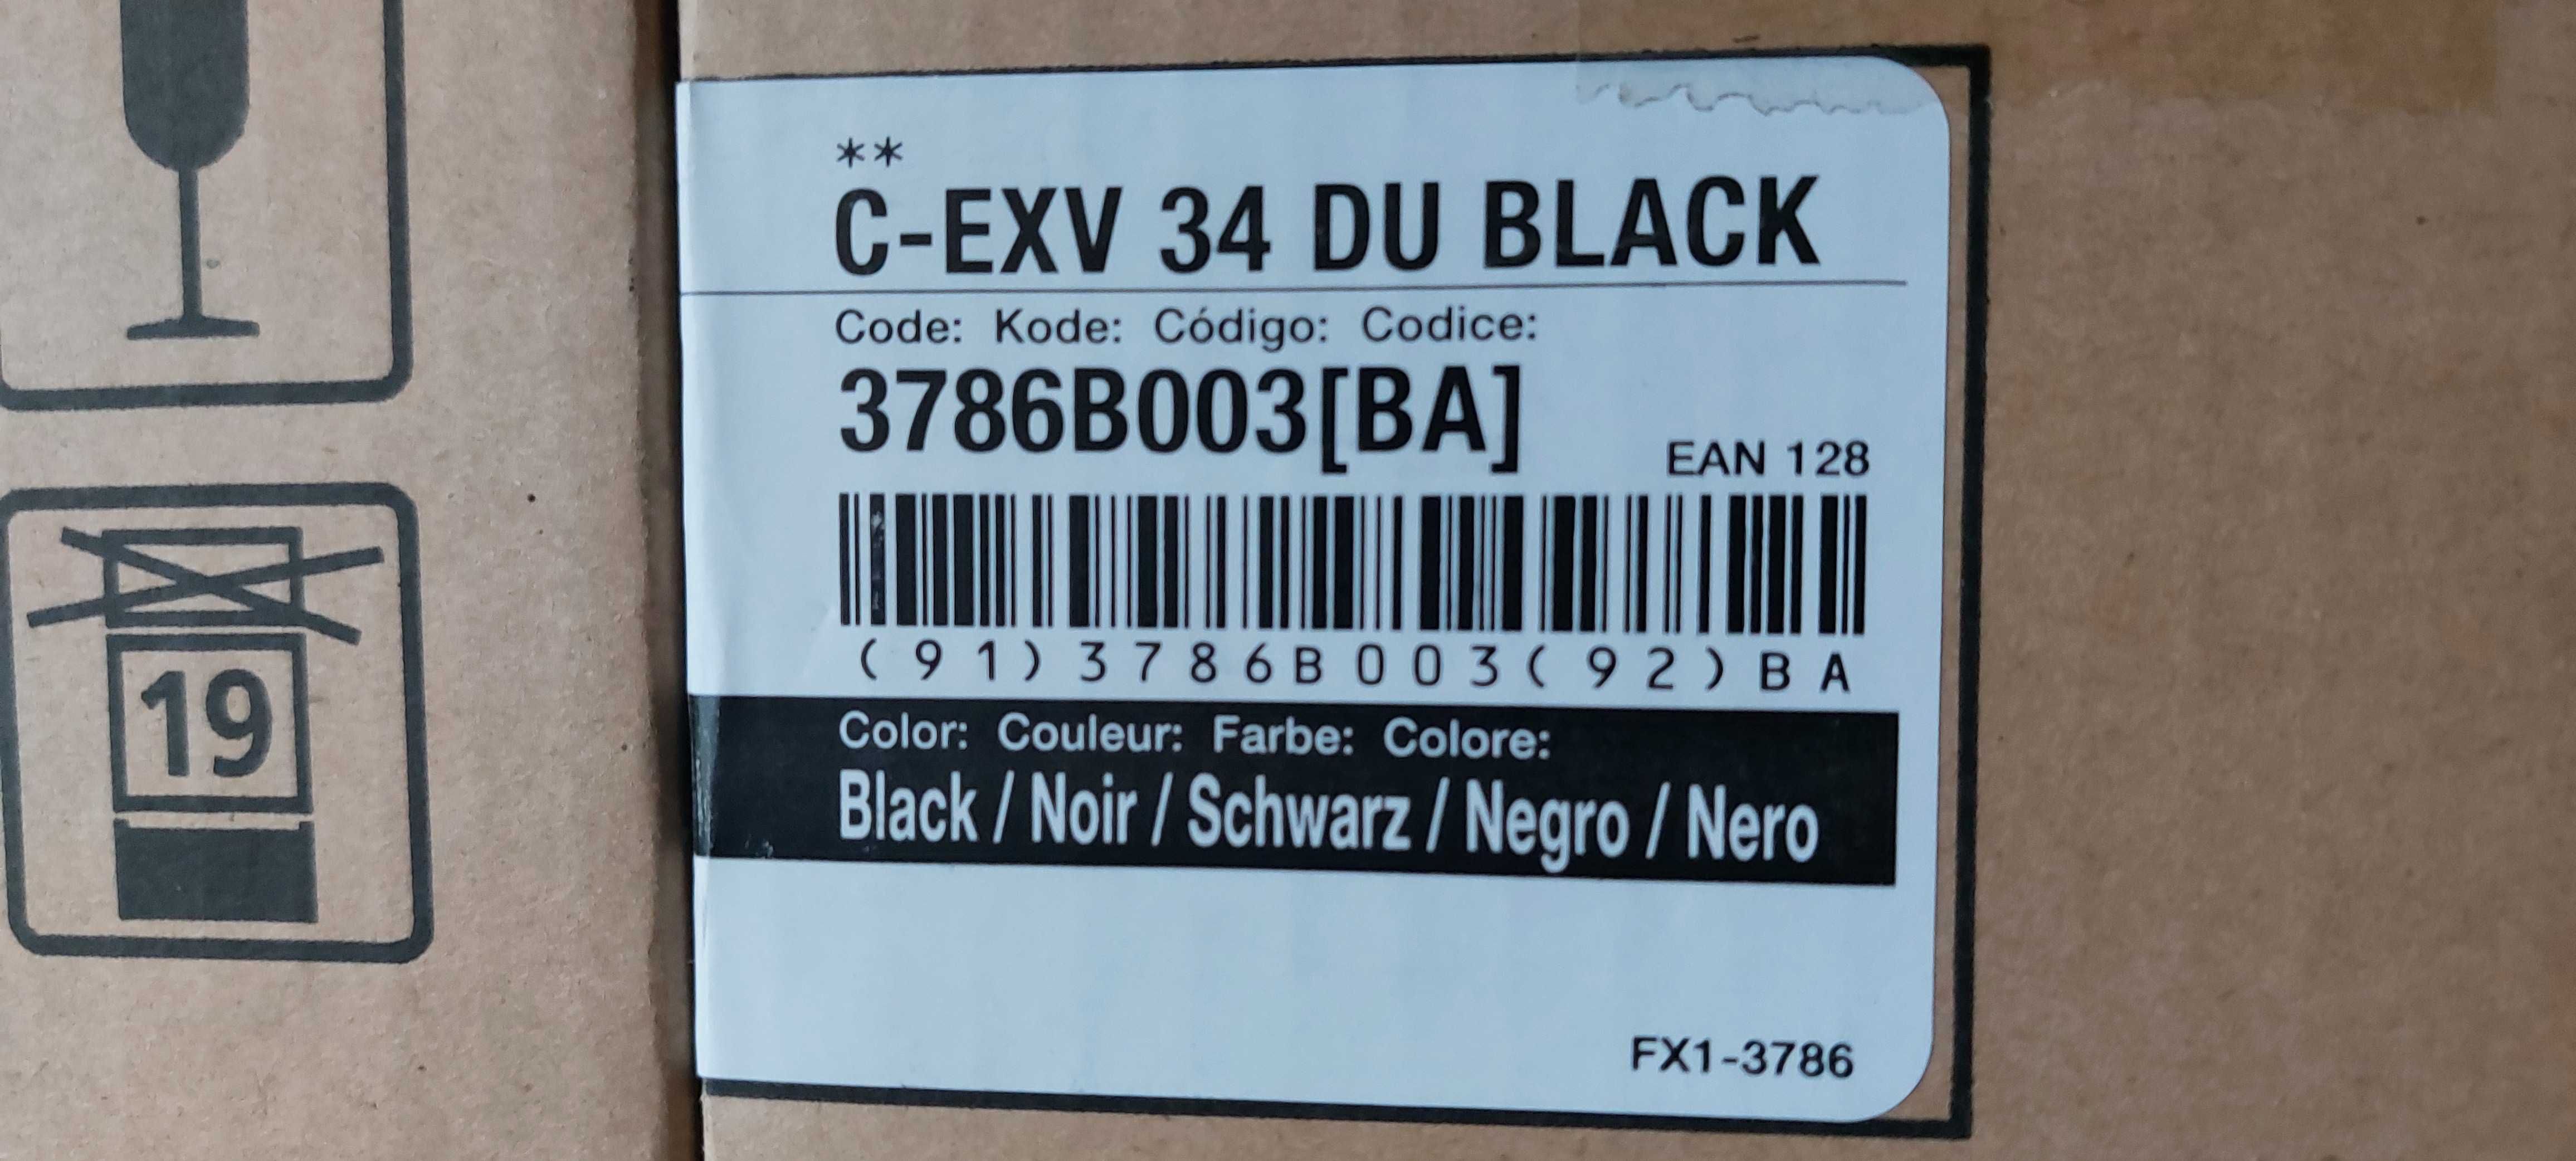 **
C-EXV 34 DU BLACK
Code: Kode: Código: Codice:
3786B003[BA]
EAN 128
(91)3786B003(92)BA
Color: Couleur: Farbe: Colore:
Black / Noir / Schwarz / Negro / Nero
FX1-3786
19